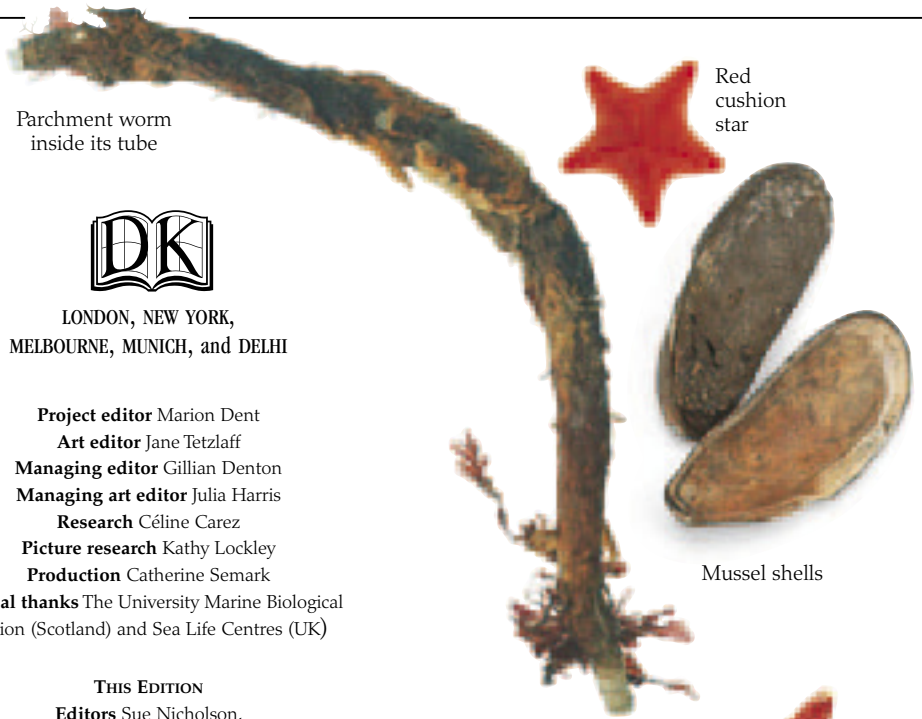 Parchment worm
inside its tube
Red
cushion
star
DK
LONDON, NEW YORK,
MELBOURNE, MUNICH, and DELHI
Project editor Marion Dent
Art editor Jane Tetzlaff
Managing editor Gillian Denton
Managing art editor Julia Harris
Research Céline Carez
Picture research Kathy Lockley
Production Catherine Semark
al thanks The University Marine Biological
ion (Scotland) and Sea Life Centres (UK)
Mussel shells
THIS EDITION
Editors Sue Nicholson,